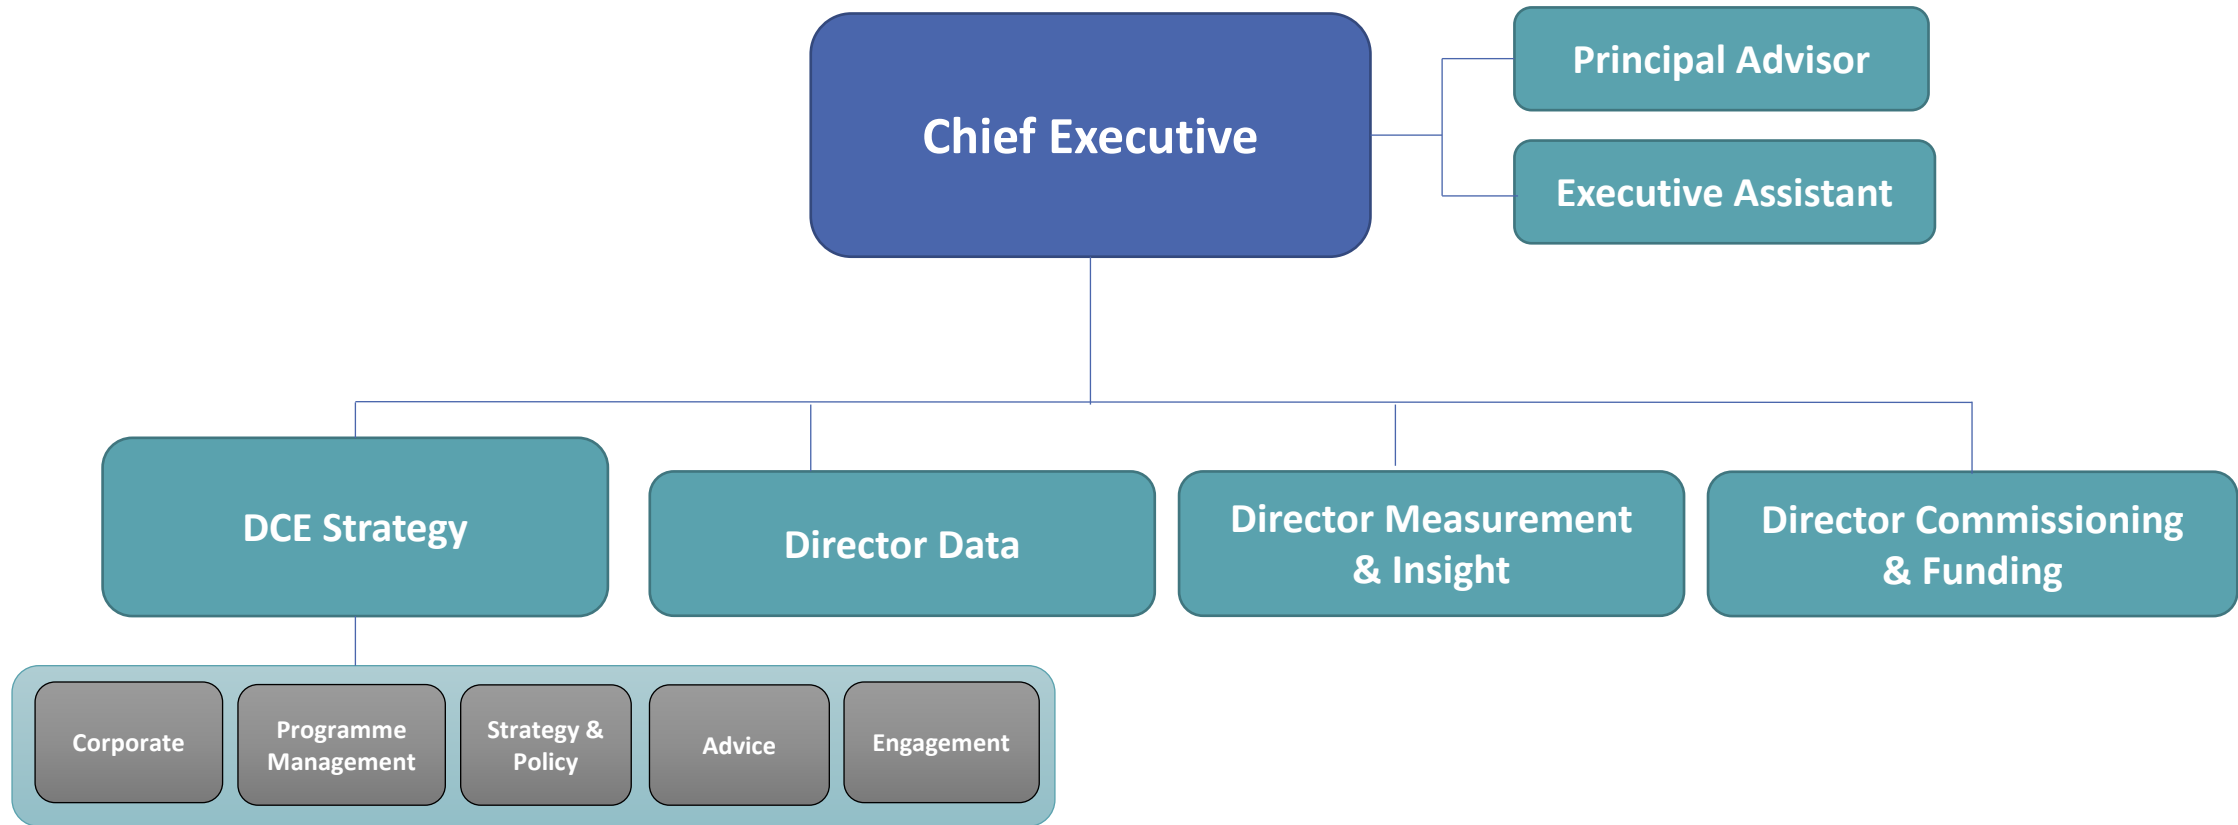 Principal Advisor
Chief Executive
Executive Assistant
DCE Strategy
Director Data
Director Measurement
& Insight
Director Commissioning
& Funding
Corporate
Programme
Management
Strategy &
Policy
Advice
Engagement